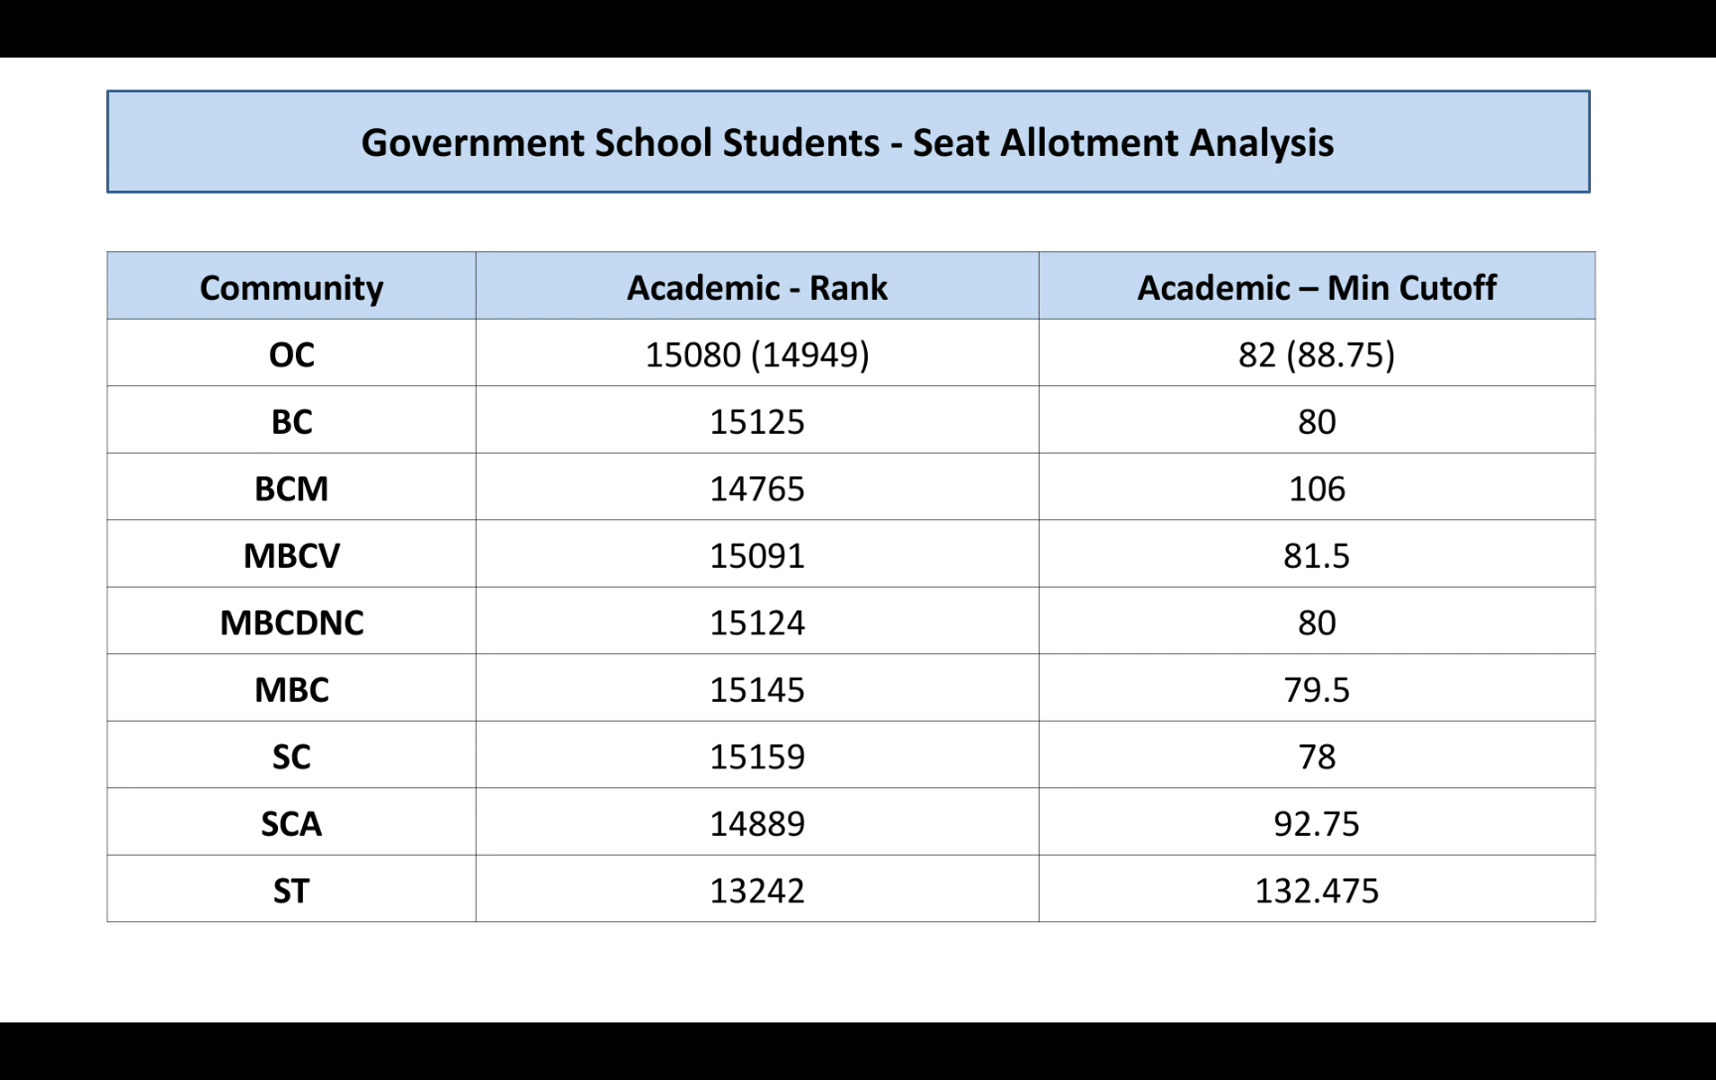 Government School Students - Seat Allotment Analysis
Community Academic - Rank Academic – Min Cutoff
OC 15080 (14949) 82 (88.75)
BC 15125 80
BCM 14765 106
MBCV 15091 81.5
MBCDNC 15124 80
MBC 15145 79.5
SC 15159 78
SCA 14889 92.75
ST 13242 132.475